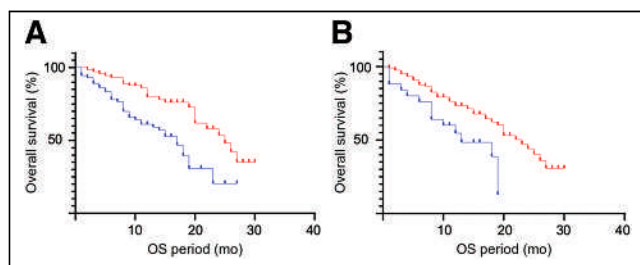 A
Overall survival (%)
100
50
10 20 30 40
OS period (mo)
B
Overall survival (%)
100
50
0 10 20 30 40
OS period (mo)